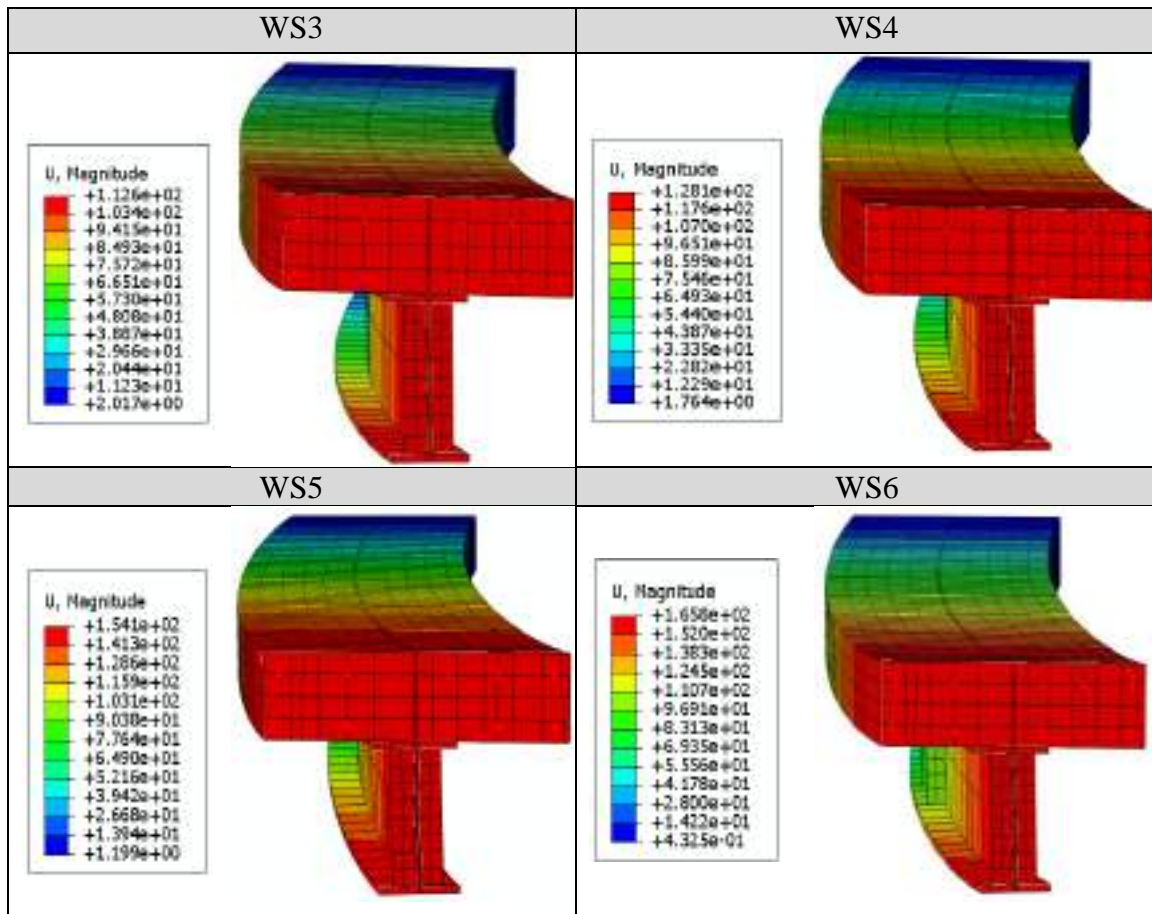 WS3
WS4
U, Magnitude
+1.126e+02
+1.034e+02
+9.415e+01
+8.493e+01
+7.572e+01
+6.651e+01
+5.730e+01
+4.808e+01
+3.887e+01
+2.966e+01
+2.044e+01
+1.123e+01
+2.017e+00
U, Magnitude
+1.281e+02
+1.176e+02
+1.070e+02
+9.651e+01
+8.599e+01
+7.546e+01
+6.493e+01
+5.440e+01
+4.387e+01
+3.335e+01
+2.282e+01
+1.229e+01
+1.764e+00
WS5
WS6
U, Magnitude
+1.541e+02
+1.413e+02
+1.286e+02
+1.159e+02
+1.031e+02
+9.038e+01
+7.764e+01
+6.490e+01
+5.216e+01
+3.942e+01
+2.668e+01
+1.394e+01
+1.199e+00
U, Magnitude
+1.658e+02
+1.520e+02
+1.383e+02
+1.245e+02
+1.107e+02
+9.691e+01
+8.313e+01
+6.935e+01
+5.556e+01
+4.178e+01
+2.800e+01
+1.422e+01
+4.325e-01